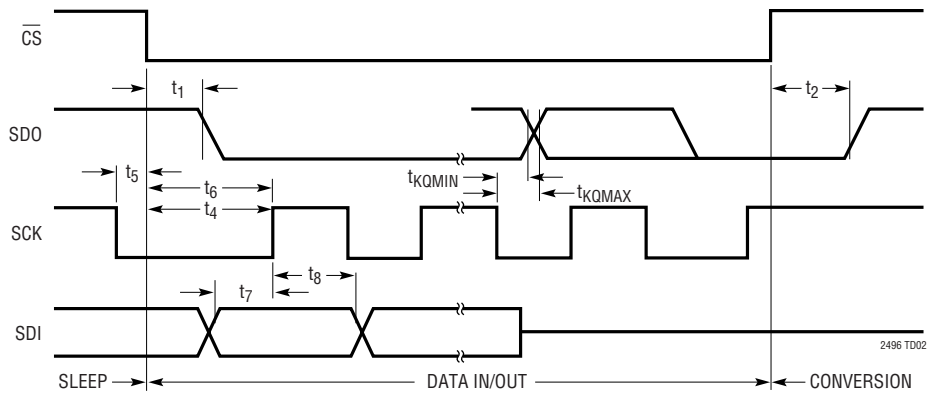 CS
t1
t2
SDO
t5
t6
tKQMIN
t4
tKQMAX
SCK
t8
t7
SDI
2496 TD02
SLEEP
DATA IN/OUT
CONVERSION